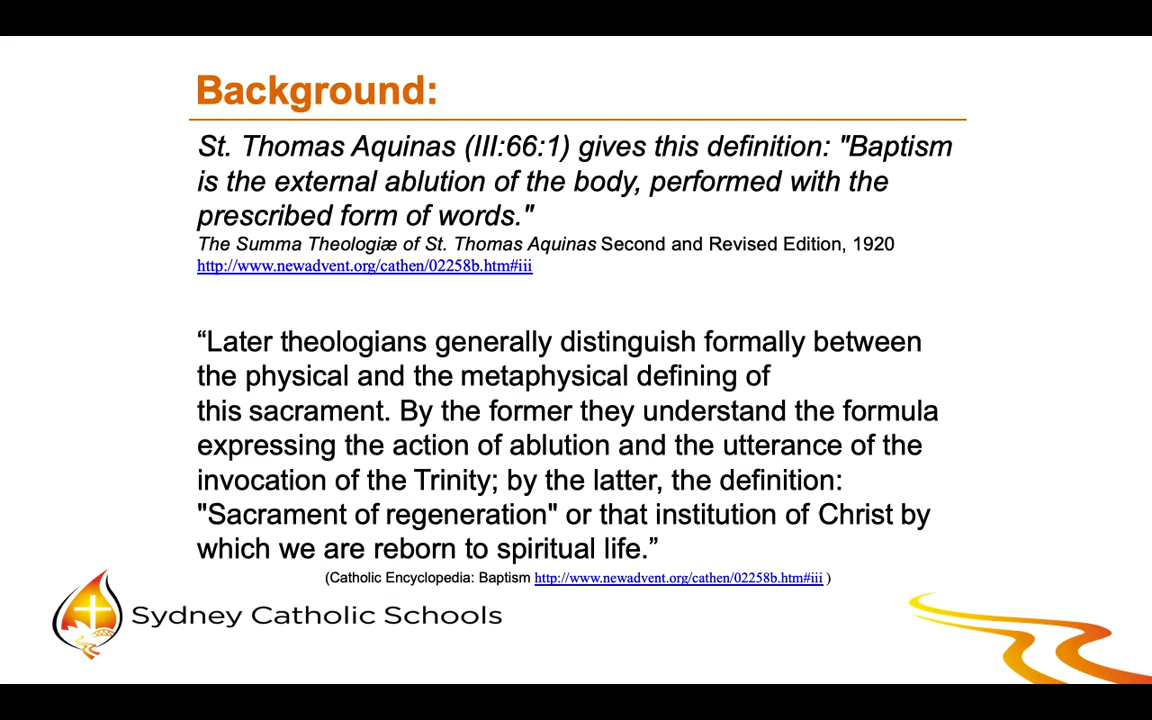 Background:
St. Thomas Aquinas (III:66:1) gives this definition: "Baptism
is the external ablution of the body, performed with the
prescribed form of words."
The Summa Theologiæ of St. Thomas Aquinas Second and Revised Edition, 1920
http://www.newadvent.org/cathen/02258b.htm#iii
“Later theologians generally distinguish formally between
the physical and the metaphysical defining of
this sacrament. By the former they understand the formula
expressing the action of ablution and the utterance of the
invocation of the Trinity; by the latter, the definition:
"Sacrament of regeneration" or that institution of Christ by
which we are reborn to spiritual life.”
(Catholic Encyclopedia: Baptism http://www.newadvent.org/cathen/02258b.htm#iii )
Sydney Catholic Schools